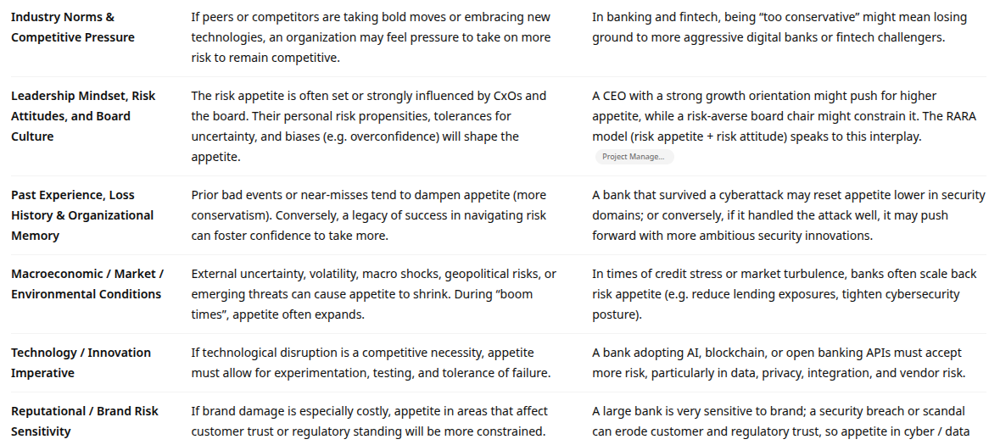 Industry Norms &
Competitive Pressure
If peers or competitors are taking bold moves or embracing new
technologies, an organization may feel pressure to take on more
risk to remain competitive.
In banking and fintech, being “too conservative” might mean losing
ground to more aggressive digital banks or fintech challengers.
Leadership Mindset, Risk
Attitudes, and Board
Culture
The risk appetite is often set or strongly influenced by CxOs and
the board. Their personal risk propensities, tolerances for
uncertainty, and biases (e.g. overconfidence) will shape the
appetite.
A CEO with a strong growth orientation might push for higher
appetite, while a risk-averse board chair might constrain it. The RARA
model (risk appetite + risk attitude) speaks to this interplay.
Project Manage...
Past Experience, Loss
History & Organizational
Memory
Prior bad events or near-misses tend to dampen appetite (more
conservatism). Conversely, a legacy of success in navigating risk
can foster confidence to take more.
A bank that survived a cyberattack may reset appetite lower in security
domains; or conversely, if it handled the attack well, it may push
forward with more ambitious security innovations.
Macroeconomic / Market /
Environmental Conditions
External uncertainty, volatility, macro shocks, geopolitical risks, or
emerging threats can cause appetite to shrink. During “boom
times”, appetite often expands.
In times of credit stress or market turbulence, banks often scale back
risk appetite (e.g. reduce lending exposures, tighten cybersecurity
posture).
Technology / Innovation
Imperative
If technological disruption is a competitive necessity, appetite
must allow for experimentation, testing, and tolerance of failure.
A bank adopting AI, blockchain, or open banking APIs must accept
more risk, particularly in data, privacy, integration, and vendor risk.
Reputational / Brand Risk
Sensitivity
If brand damage is especially costly, appetite in areas that affect
customer trust or regulatory standing will be more constrained.
A large bank is very sensitive to brand; a security breach or scandal
can erode customer and regulatory trust, so appetite in cyber / data